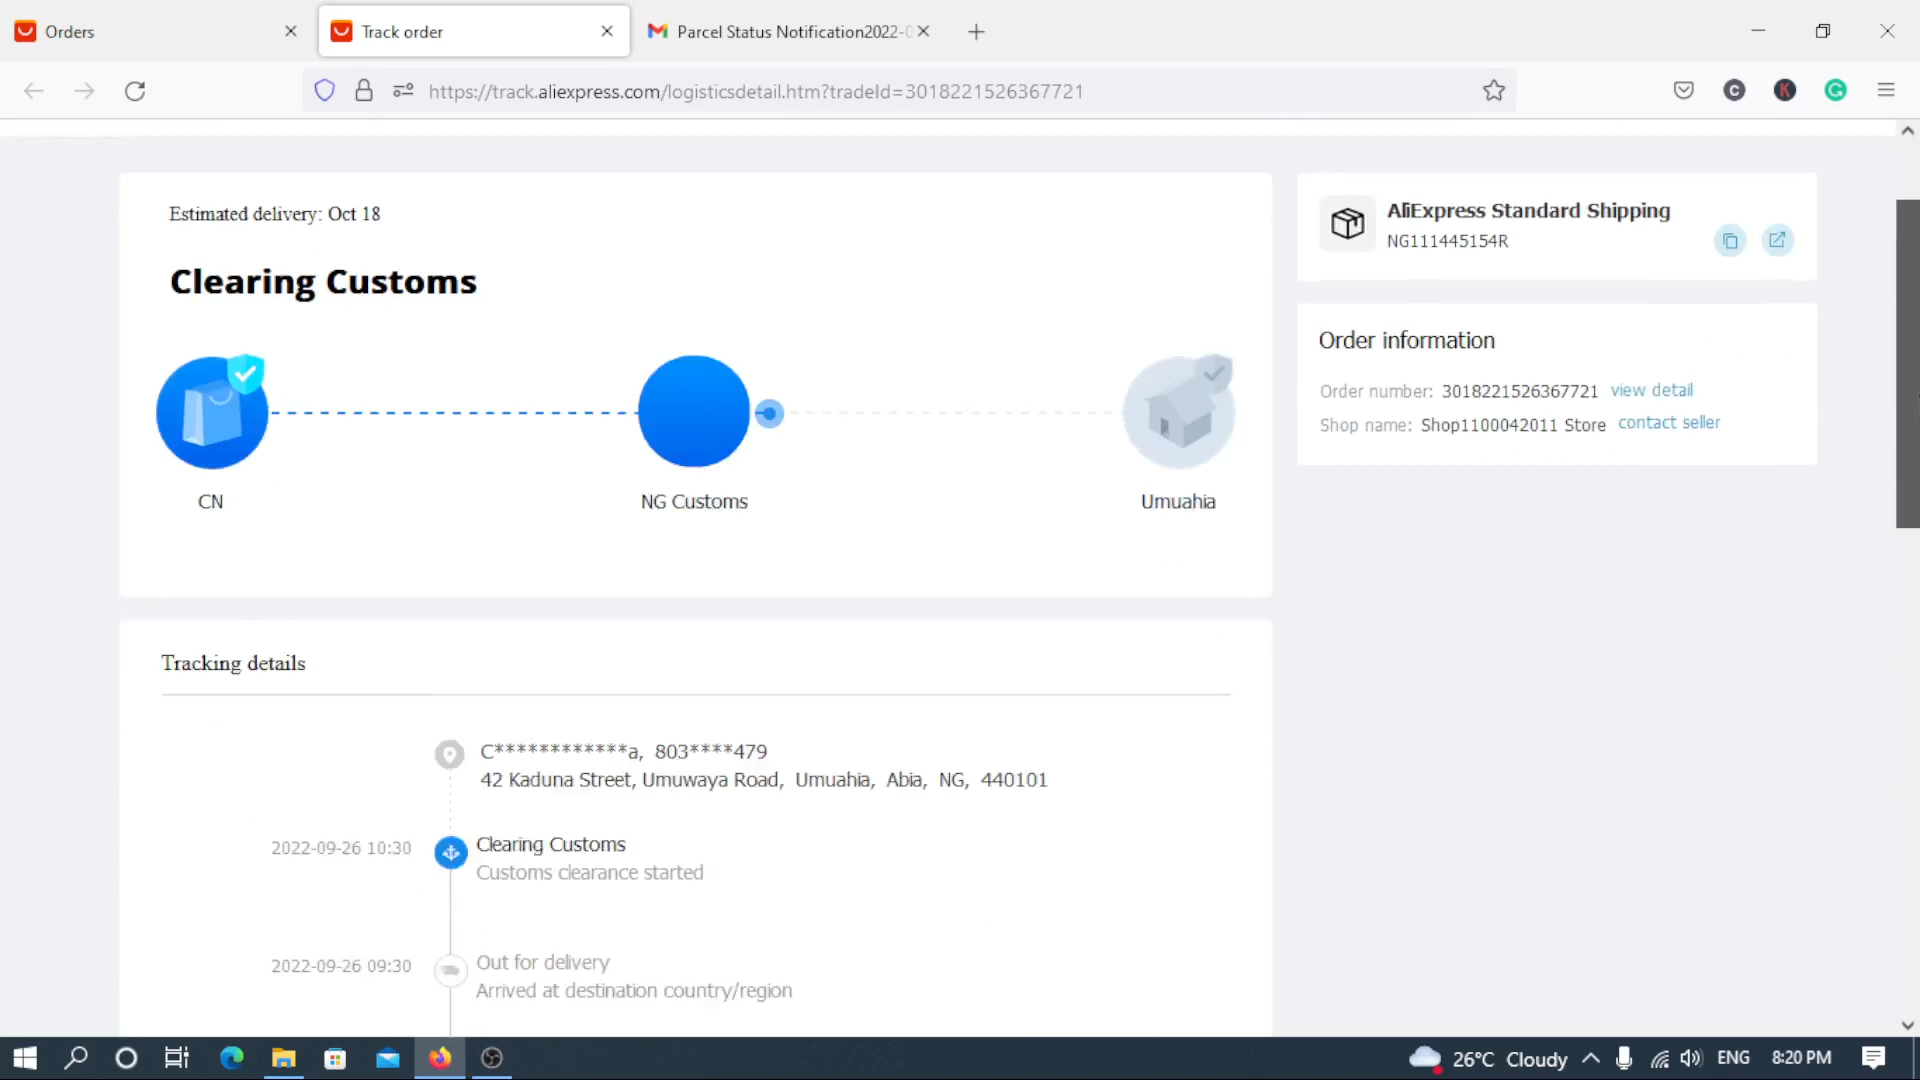 Orders
Track order
Parcel Status Notification2022-0
https://track.aliexpress.com/logisticsdetail.htm?tradeId=3018221526367721
C
K
Estimated delivery: Oct 18
Clearing Customs
CN
NG Customs
Umuahia
AliExpress Standard Shipping
NG111445154R
Order information
Order number: 3018221526367721 view detail
Shop name: Shop1100042011 Store contact seller
Tracking details
C************a, 803****479
42 Kaduna Street, Umuwaya Road, Umuahia, Abia, NG, 440101
2022-09-26 10:30
Clearing Customs
Customs clearance started
2022-09-26 09:30
Out for delivery
Arrived at destination country/region
26°C Cloudy
ENG
8:20 PM